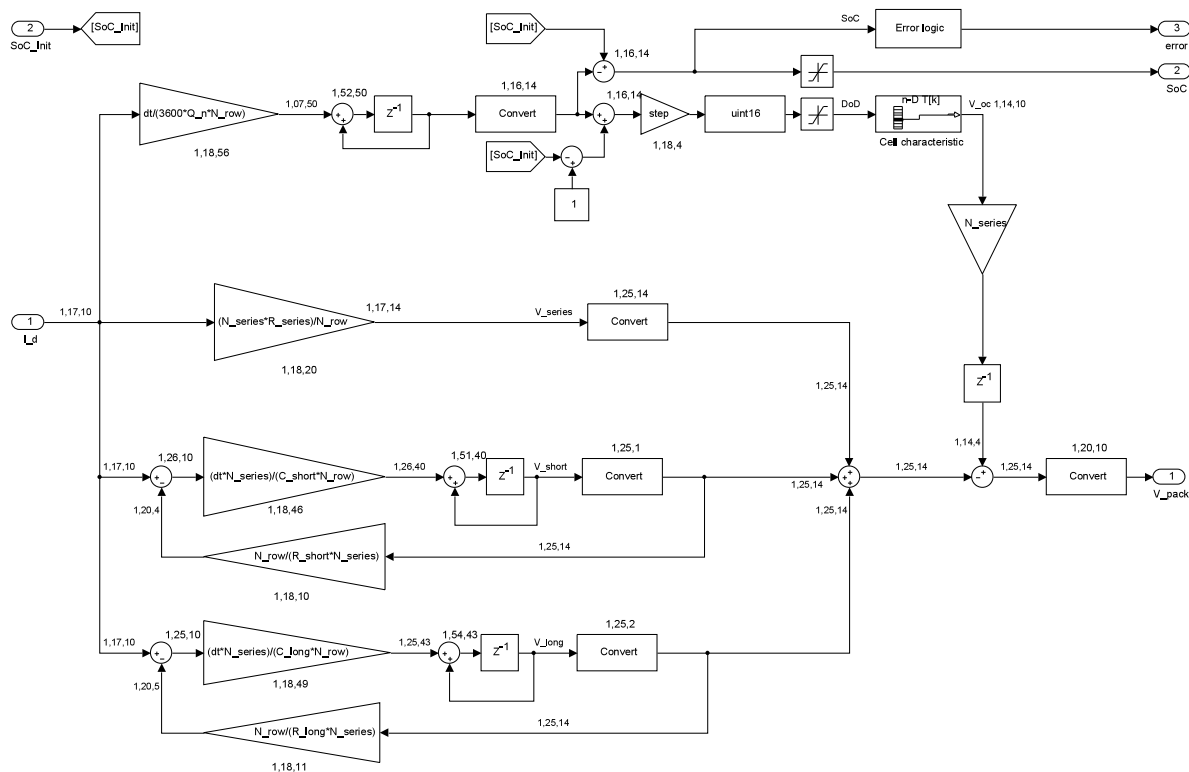 2
SoC_Init
[SoC_Init]
[SoC_Init]
SoC
Error logic
3
error
1,16,14
2
SoC
dt/(3600*Q_n*N_row)
1,07,50
1,52,50
Z-1
1,16,14
Convert
1,16,14
step
uint16
DoD
n-D T[k]
V_oc 1,14,10
Cell characteristic
1,18,56
[SoC_Init]
1,18,4
1
N_series
1
I_d
1,17,10
(N_series*R_series)/N_row
1,17,14
V_series
1,25,14
Convert
1,18,20
1,25,14
Z-1
1,17,10
1,26,10
(dt*N_series)/(C_short*N_row)
1,26,40
1,51,40
Z-1
V_short
1,25,1
Convert
1,25,14
1,25,14
1,14,4
1,25,14
1,20,10
Convert
1
V_pack
1,20,4
1,18,46
1,25,14
N_row/(R_short*N_series)
1,25,14
1,18,10
1,17,10
1,25,10
(dt*N_series)/(C_long*N_row)
1,25,43
1,54,43
Z-1
V_long
1,25,2
Convert
1,20,5
1,18,49
N_row/(R_long*N_series)
1,25,14
1,18,11